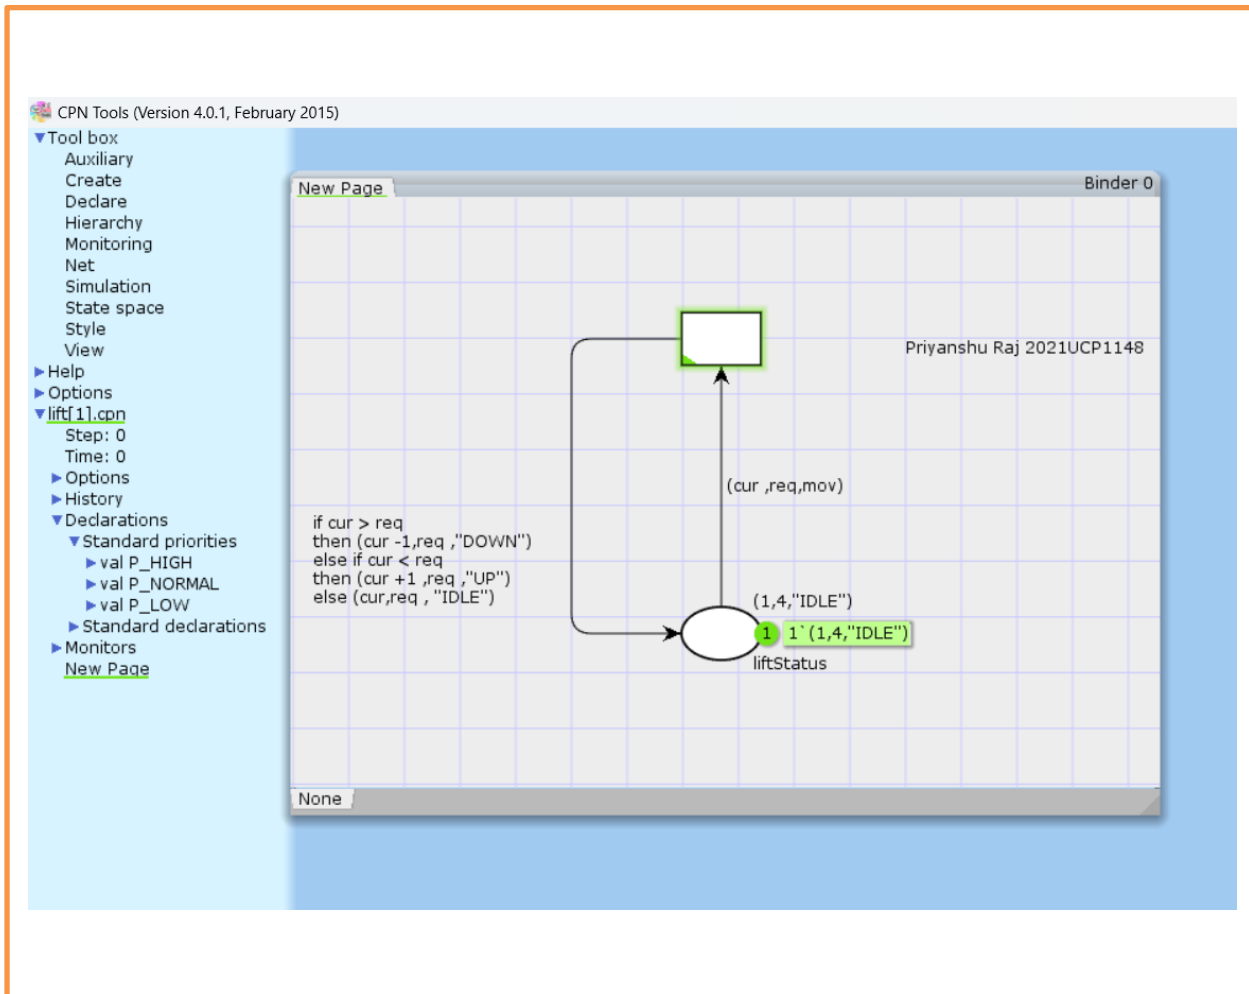 CPN Tools (Version 4.0.1, February 2015)
Tool box
Auxiliary
Create
Declare
Hierarchy
Monitoring
Net
Simulation
State space
Style
View
Help
Options
lift[1].cpn
Step: 0
Time: 0
Options
History
Declarations
Standard priorities
val P_HIGH
val P_NORMAL
val P_LOW
Standard declarations
Monitors
New Page
New Page
Binder 0
Priyanshu Raj 2021UCP1148
(cur ,req,mov)
if cur > req
then (cur -1,req ,"DOWN")
else if cur < req
then (cur +1 ,req ,"UP")
else (cur,req , "IDLE")
(1,4,"IDLE")
1 1`(1,4,"IDLE")
liftStatus
None